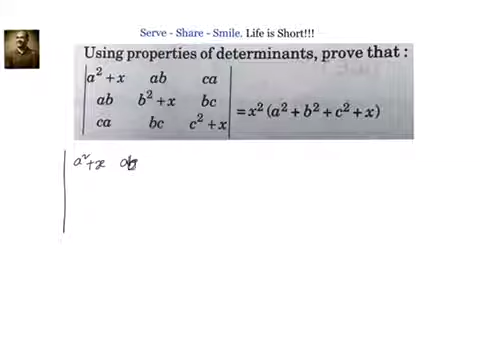 Serve - Share - Smile. Life is Short!!!
Using properties of determinants, prove that :
| a² + x ab ca |
| ab b² + x bc | = x² (a² + b² + c² + x)
| ca bc c² + x |
| a²+x ab